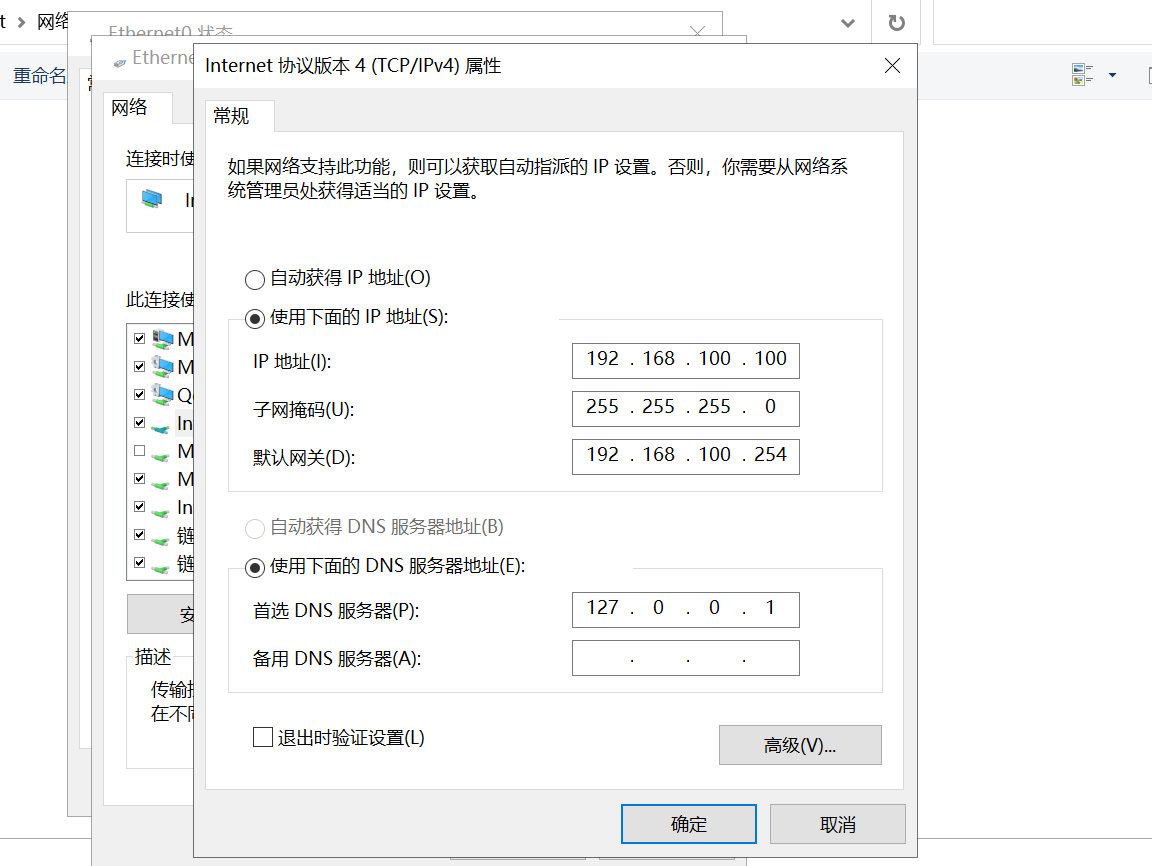 网络
Ethernet0 状态
重命名
Internet 协议版本 4 (TCP/IPv4) 属性
网络
常规
连接时使
如果网络支持此功能，则可以获取自动指派的 IP 设置。否则，你需要从网络系
统管理员处获得适当的 IP 设置。
自动获得 IP 地址(O)
此连接使
使用下面的 IP 地址(S):
IP 地址(I):
192 . 168 . 100 . 100
子网掩码(U):
255 . 255 . 255 . 0
默认网关(D):
192 . 168 . 100 . 254
自动获得 DNS 服务器地址(B)
链
使用下面的 DNS 服务器地址(E):
链
首选 DNS 服务器(P):
127 . 0 . 0 . 1
安
备用 DNS 服务器(A):
. . .
描述
传输
在不
退出时验证设置(L)
高级(V)...
确定
取消